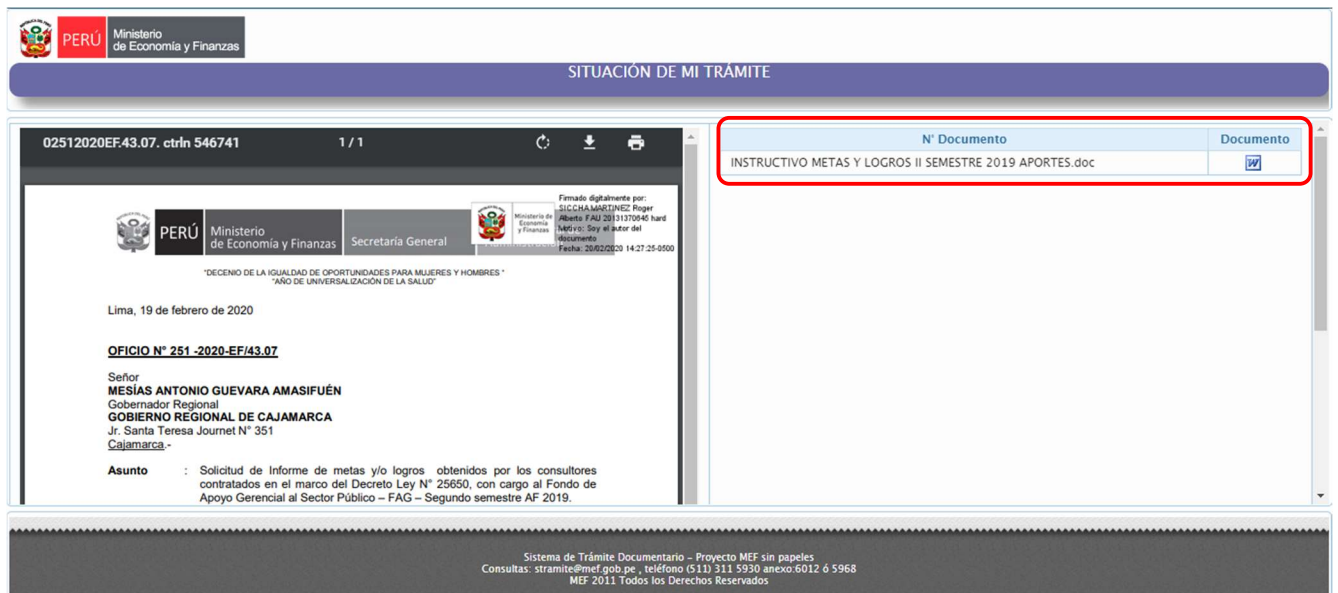 PERÚ Ministerio
de Economía y Finanzas
SITUACIÓN DE MI TRÁMITE
02512020EF.43.07. ctrln 546741 1 / 1
PERÚ Ministerio
de Economía y Finanzas
Secretaría General
Ministerio de
Economía
y Finanzas
Firmado digitalmente por:
SICCHA MARTINEZ Roger
Alberto FAU 20131370645 hard
Motivo: Soy el autor del
documento
Fecha: 20/02/2020 14:27:25-0500
"DECENIO DE LA IGUALDAD DE OPORTUNIDADES PARA MUJERES Y HOMBRES "
"AÑO DE UNIVERSALIZACIÓN DE LA SALUD"
Lima, 19 de febrero de 2020
OFICIO N° 251 -2020-EF/43.07
Señor
MESÍAS ANTONIO GUEVARA AMASIFUÉN
Gobernador Regional
GOBIERNO REGIONAL DE CAJAMARCA
Jr. Santa Teresa Journet N° 351
Cajamarca.-
Asunto : Solicitud de Informe de metas y/o logros obtenidos por los consultores
contratados en el marco del Decreto Ley N° 25650, con cargo al Fondo de
Apoyo Gerencial al Sector Público – FAG – Segundo semestre AF 2019.
N° Documento Documento
INSTRUCTIVO METAS Y LOGROS II SEMESTRE 2019 APORTES.doc
Sistema de Trámite Documentario – Proyecto MEF sin papeles
Consultas: stramite@mef.gob.pe , teléfono (511) 311 5930 anexo:6012 ó 5968
MEF 2011 Todos los Derechos Reservados